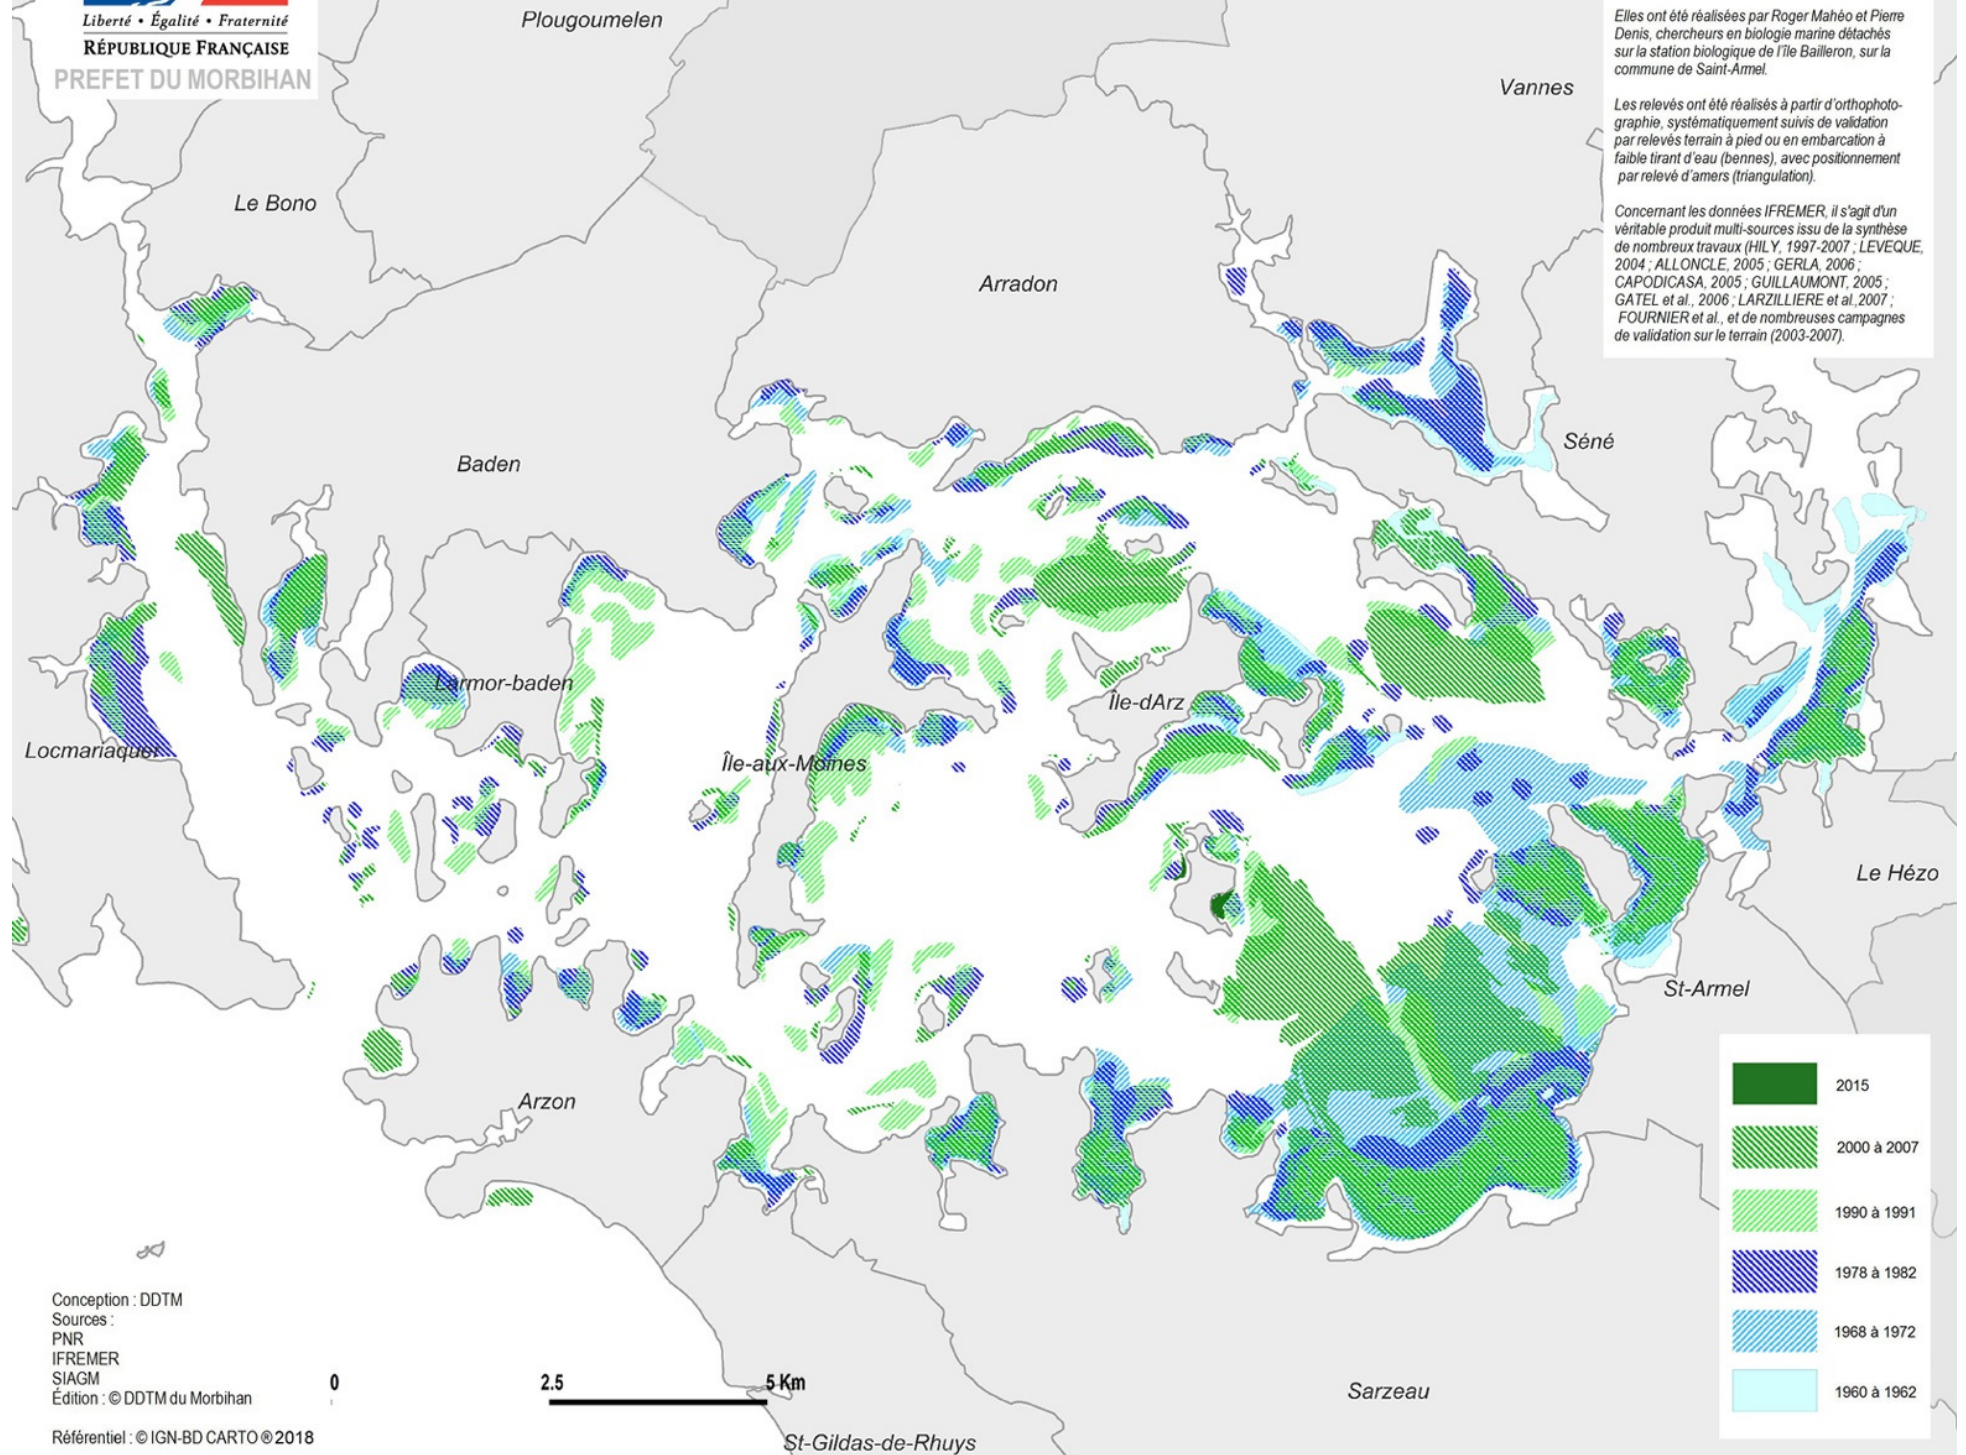 Liberté • Égalité • Fraternité
RÉPUBLIQUE FRANÇAISE
PREFET DU MORBIHAN
Elles ont été réalisées par Roger Mahéo et Pierre
Denis, chercheurs en biologie marine détachés
sur la station biologique de l'île Bailleron, sur la
commune de Saint-Armel.
Les relevés ont été réalisés à partir d'orthophoto-
graphie, systématiquement suivis de validation
par relevés terrain à pied ou en embarcation à
faible tirant d'eau (bennes), avec positionnement
par relevé d'amers (triangulation).
Concernant les données IFREMER, il s'agit d'un
véritable produit multi-sources issu de la synthèse
de nombreux travaux (HILY, 1997-2007 ; LEVEQUE,
2004 ; ALLONCLE, 2005 ; GERLA, 2006 ;
CAPODICASA, 2005 ; GUILLAUMONT, 2005 ;
GATEL et al., 2006 ; LARZILLIERE et al.,2007 ;
FOURNIER et al., et de nombreuses campagnes
de validation sur le terrain (2003-2007).
Plougoumelen
Vannes
Le Bono
Arradon
Séné
Baden
Larmor-baden
Île-dArz
Locmariaquer
Île-aux-Moines
Le Hézo
St-Armel
Arzon
Sarzeau
St-Gildas-de-Rhuys
2015
2000 à 2007
1990 à 1991
1978 à 1982
1968 à 1972
1960 à 1962
Conception : DDTM
Sources :
PNR
IFREMER
SIAGM
Édition : © DDTM du Morbihan
Référentiel : © IGN-BD CARTO ® 2018
0 2.5 5 Km